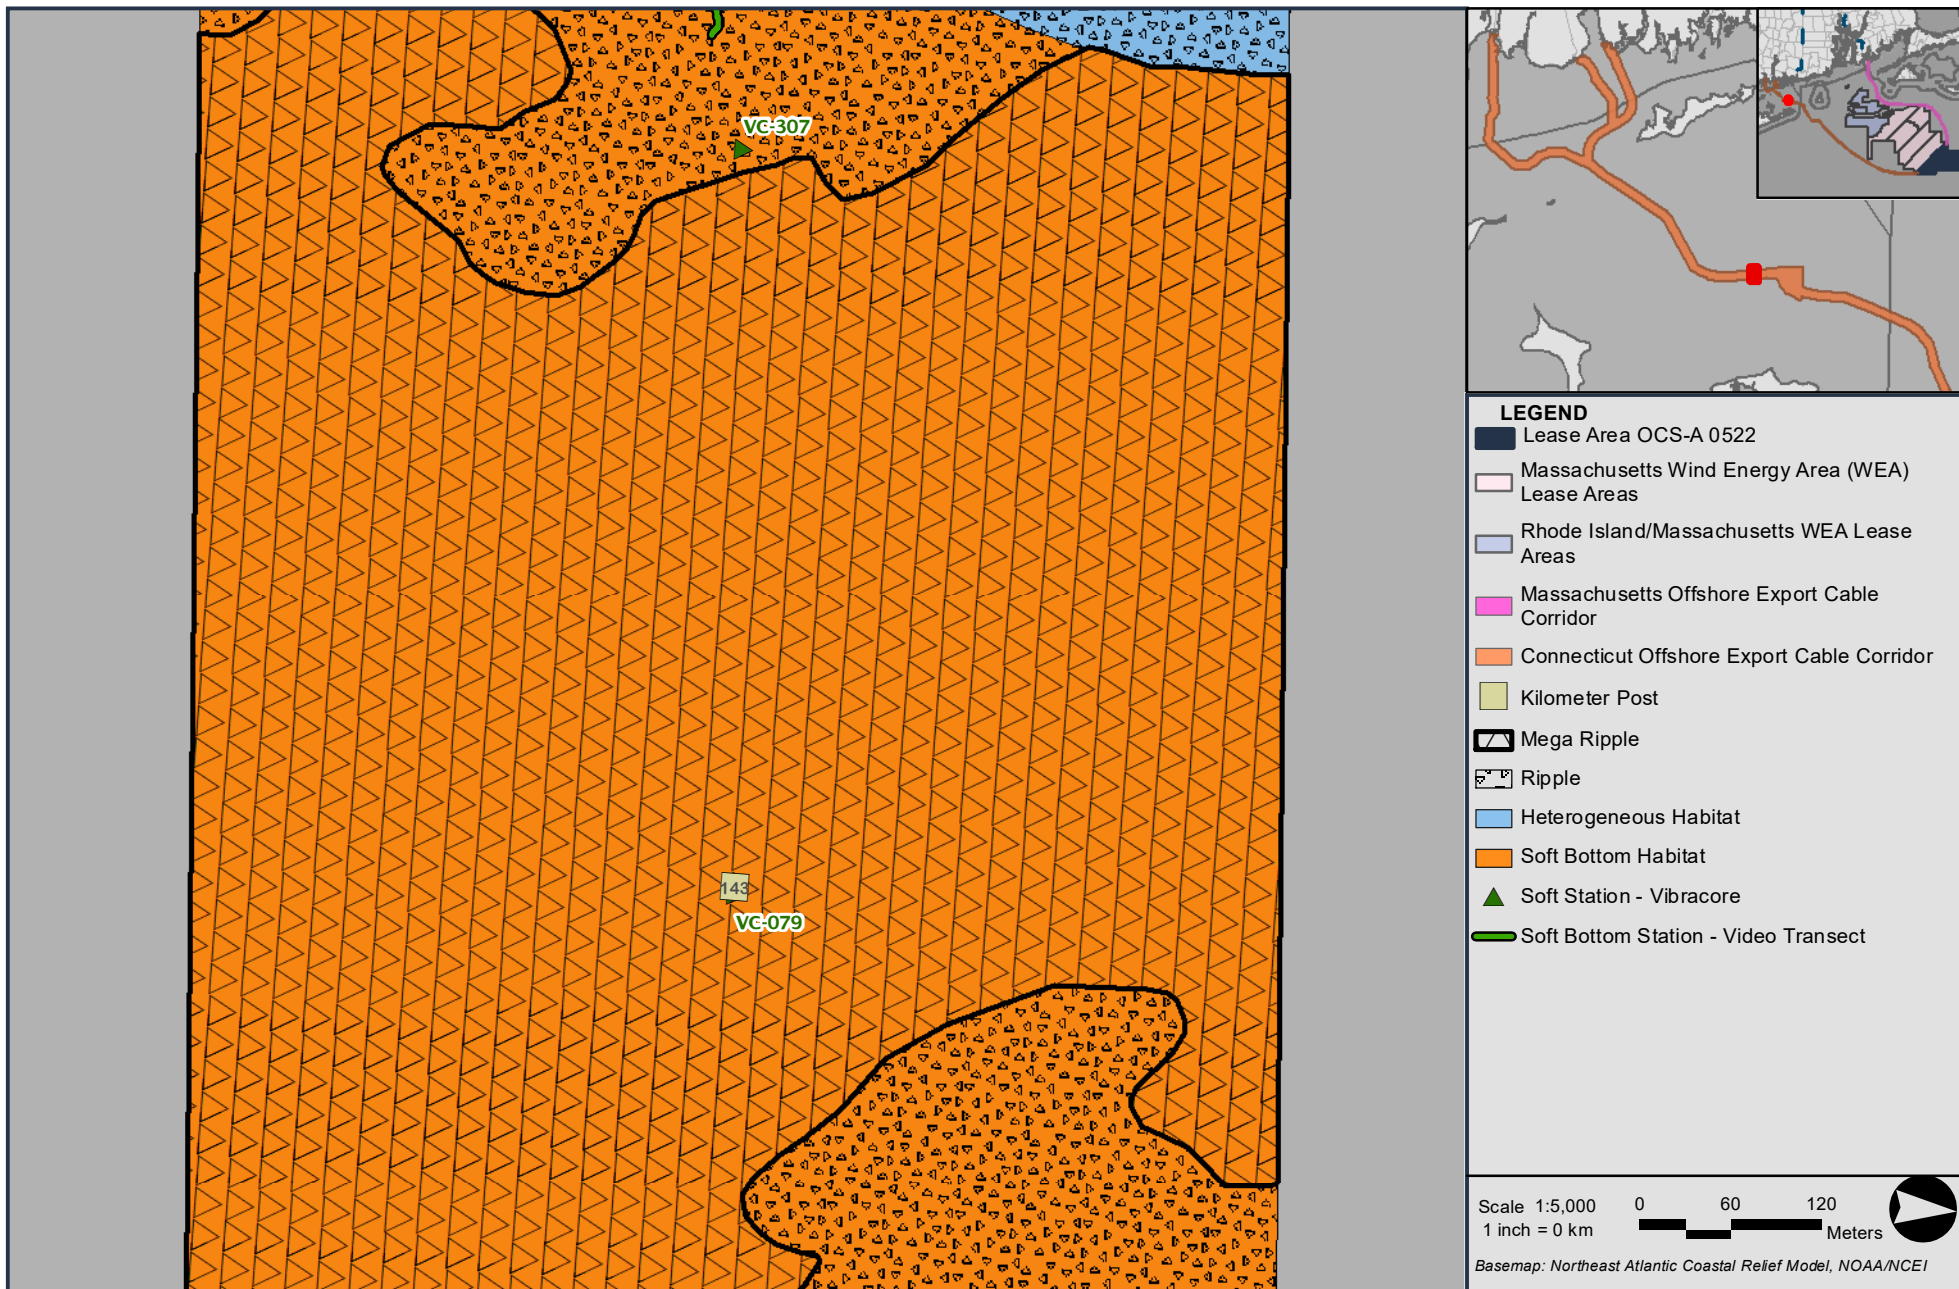 VC-307
143
VC-079
LEGEND
Lease Area OCS-A 0522
Massachusetts Wind Energy Area (WEA)
Lease Areas
Rhode Island/Massachusetts WEA Lease
Areas
Massachusetts Offshore Export Cable
Corridor
Connecticut Offshore Export Cable Corridor
Kilometer Post
Mega Ripple
Ripple
Heterogeneous Habitat
Soft Bottom Habitat
Soft Station - Vibracore
Soft Bottom Station - Video Transect
Scale 1:5,000
1 inch = 0 km
0 60 120
Meters
Basemap: Northeast Atlantic Coastal Relief Model, NOAA/NCEI